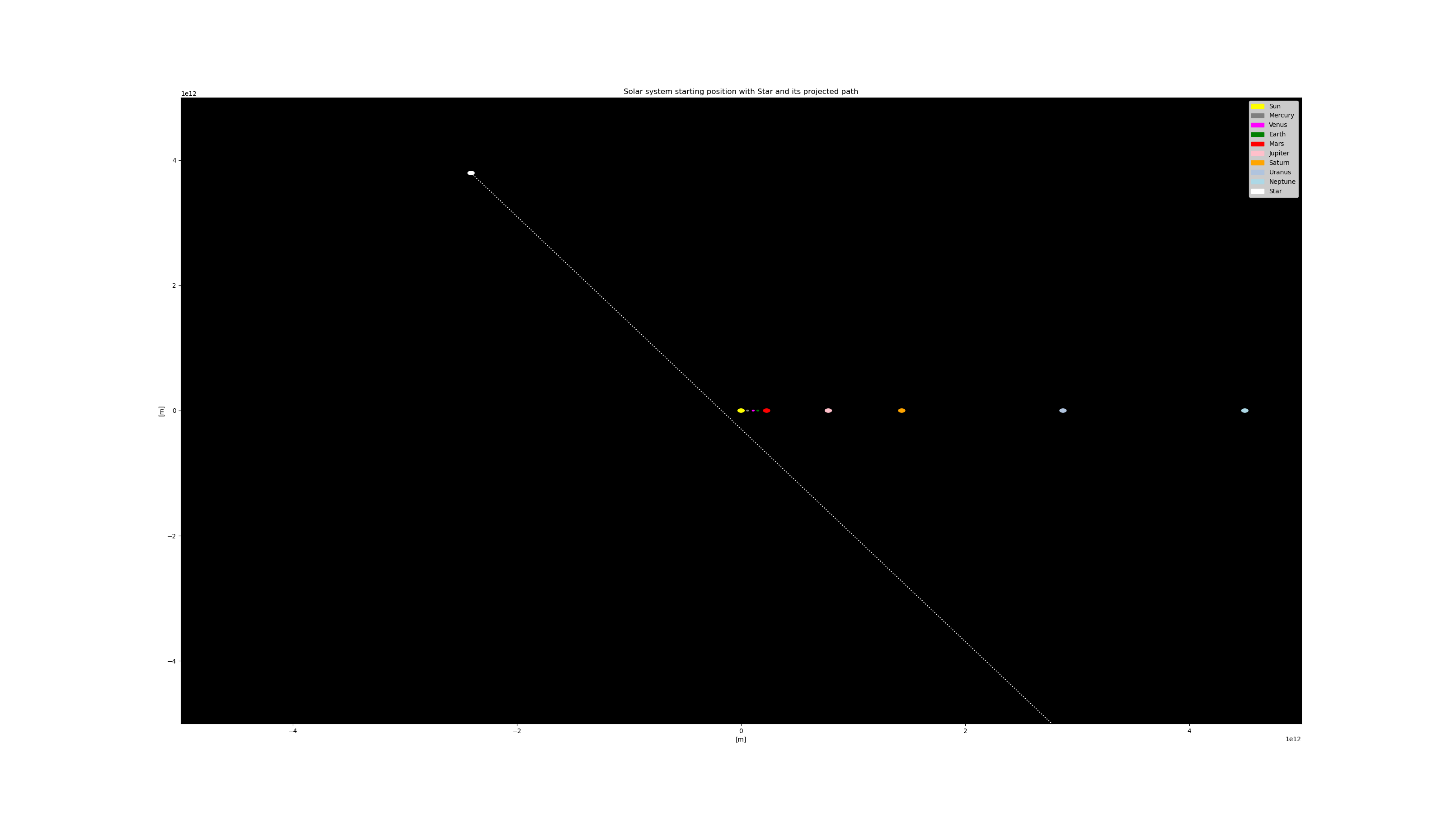 Solar system starting position with Star and its projected path
1e12
Sun
Mercury
Venus
Earth
Mars
Jupiter
Saturn
Uranus
Neptune
Star
4
2
0
−2
−4
[m]
−4
−2
0
2
4
[m]
1e12